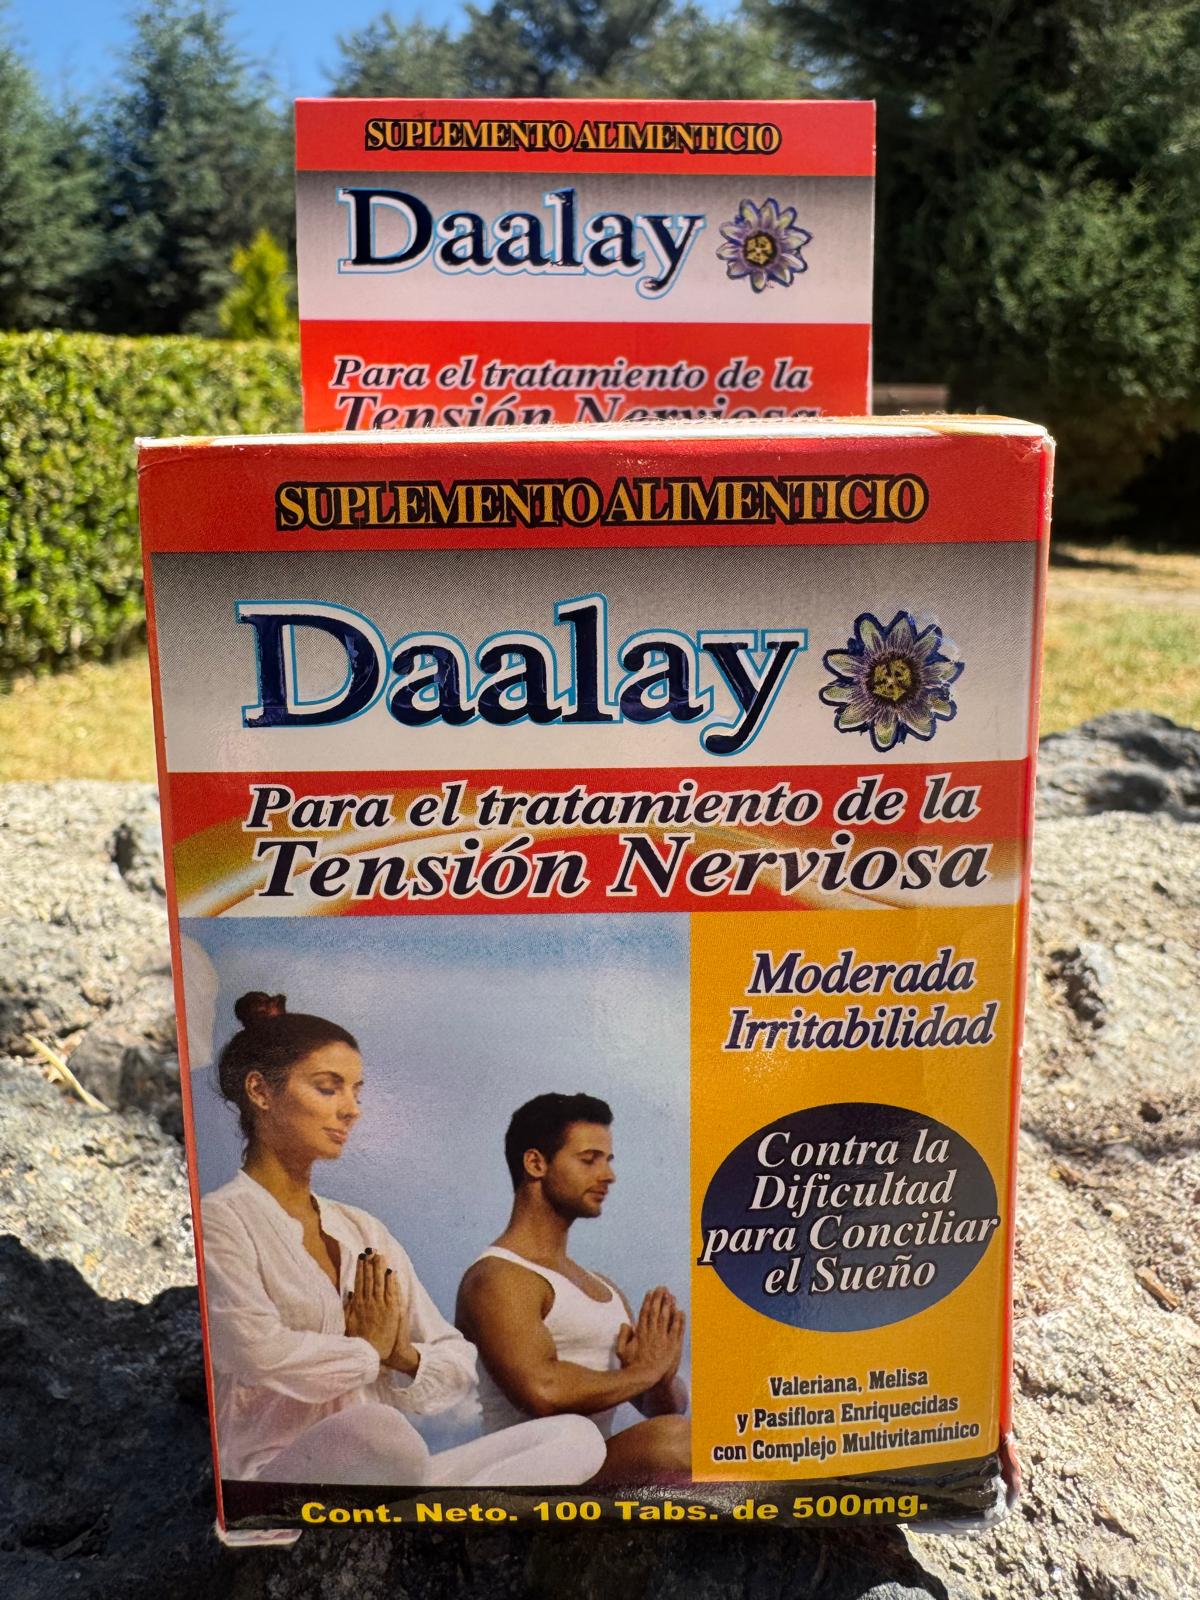 SUPLEMENTO ALIMENTICIO
Daalay
Para el tratamiento de la
Tensión Nerviosa
SUPLEMENTO ALIMENTICIO
Daalay
Para el tratamiento de la
Tensión Nerviosa
Moderada
Irritabilidad
Contra la
Dificultad
para Conciliar
el Sueño
Valeriana, Melisa
y Pasiflora Enriquecidas
con Complejo Multivitamínico
Cont. Neto. 100 Tabs. de 500mg.